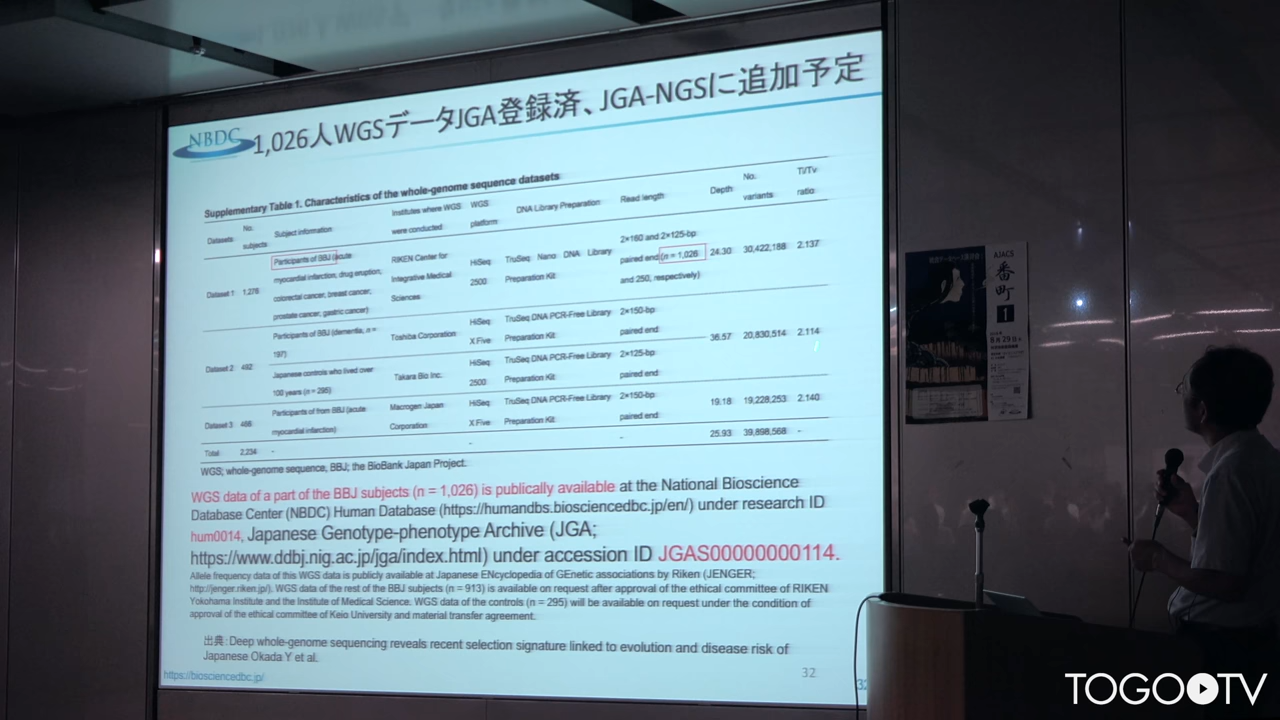 NBDC
1,026人WGSデータJGA登録済、JGA-NGSに追加予定
Supplementary Table 1. Characteristics of the whole-genome sequence datasets
Datasets No. subjects Subject information Institutes where WGS were conducted WGS platform DNA Library Preparation Read length Depth No. variants Ti/Tv ratio
Dataset 1 1,276 Participants of BBJ (acute myocardial infarction; drug eruption, colorectal cancer, breast cancer, prostate cancer, gastric cancer) RIKEN Center for Integrative Medical Sciences HiSeq 2500 TruSeq Nano DNA Library Preparation Kit 2×160 and 2×125-bp paired end (n = 1,026 and 250, respectively) 24.30 30,422,188 2.137
Dataset 2 492 Participants of BBJ (dementia, n = 197) Toshiba Corporation HiSeq X Five TruSeq DNA PCR-Free Library Preparation Kit 2×150-bp paired end 36.57 20,830,514 2.114
Japanese controls who lived over 100 years (n = 295) Takara Bio Inc. HiSeq 2500 TruSeq DNA PCR-Free Library Preparation Kit 2×125-bp paired end
Dataset 3 466 Participants of from BBJ (acute myocardial infarction) Macrogen Japan Corporation HiSeq X Five TruSeq DNA PCR-Free Library Preparation Kit 2×150-bp paired end 19.18 19,228,253 2.140
Total 2,234 - - - 25.93 39,898,568 -
WGS; whole-genome sequence, BBJ; the BioBank Japan Project.
WGS data of a part of the BBJ subjects (n = 1,026) is publically available at the National Bioscience
Database Center (NBDC) Human Database (https://humandbs.biosciencedbc.jp/en/) under research ID
hum0014, Japanese Genotype-phenotype Archive (JGA;
https://www.ddbj.nig.ac.jp/jga/index.html) under accession ID JGAS00000000114.
Allele frequency data of this WGS data is publicly available at Japanese ENcyclopedia of GEnetic associations by Riken (JENGER;
http://jenger.riken.jp/). WGS data of the rest of the BBJ subjects (n = 913) is available on request after approval of the ethical committee of RIKEN
Yokohama Institute and the Institute of Medical Science. WGS data of the controls (n = 295) will be available on request under the condition of
approval of the ethical committee of Keio University and material transfer agreement.
出典:Deep whole-genome sequencing reveals recent selection signature linked to evolution and disease risk of
Japanese Okada Y et al.
https://biosciencedbc.jp/
32
32
AJACS
番町
1
TOGO TV